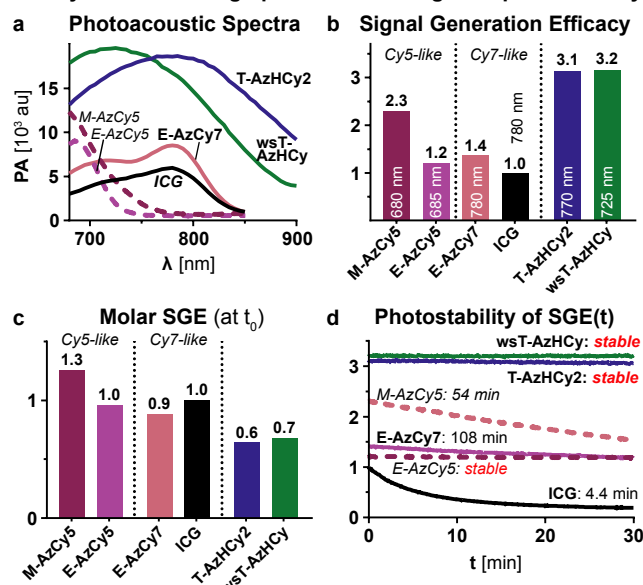 a Photoacoustic Spectra
PA [10³ au]
15
10
5
0
M-AzCy5
E-AzCy5
T-AzHCy2
E-AzCy7
wsT-
AzHCy
ICG
700
800
900
λ [nm]
b Signal Generation Efficacy
Cy5-like
Cy7-like
3
2
1
0
2.3
1.2
1.4
1.0
3.1
3.2
680 nm
685 nm
780 nm
780 nm
770 nm
725 nm
M-AzCy5
E-AzCy5
E-AzCy7
ICG
T-AzHCy2
wsT-AzHCy
c Molar SGE (at t₀)
Cy5-like
Cy7-like
1
0
1.3
1.0
0.9
1.0
0.6
0.7
M-AzCy5
E-AzCy5
E-AzCy7
ICG
T-AzHCy2
wsT-AzHCy
d Photostability of SGE(t)
wsT-AzHCy: stable
T-AzHCy2: stable
M-AzCy5: 54 min
E-AzCy7: 108 min
E-AzCy5: stable
ICG: 4.4 min
3
2
1
0
0
10
20
30
t [min]